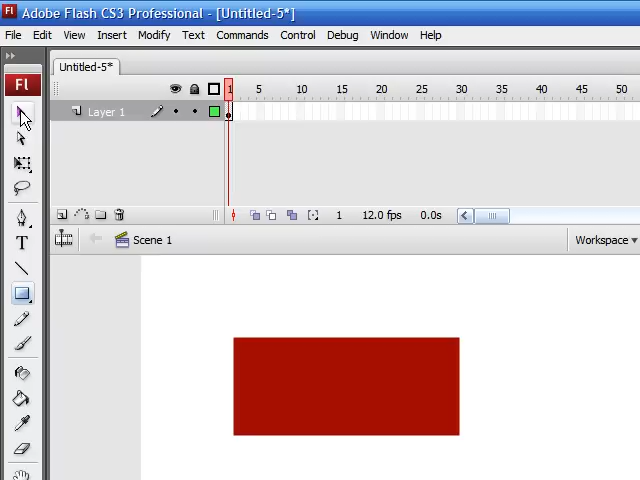 Fl Adobe Flash CS3 Professional - [Untitled-5*]
File Edit View Insert Modify Text Commands Control Debug Window Help
Untitled-5*
Fl
1 5 10 15 20 25 30 35 40 45 50
Layer 1
1 12.0 fps 0.0s
Scene 1 Workspace
T